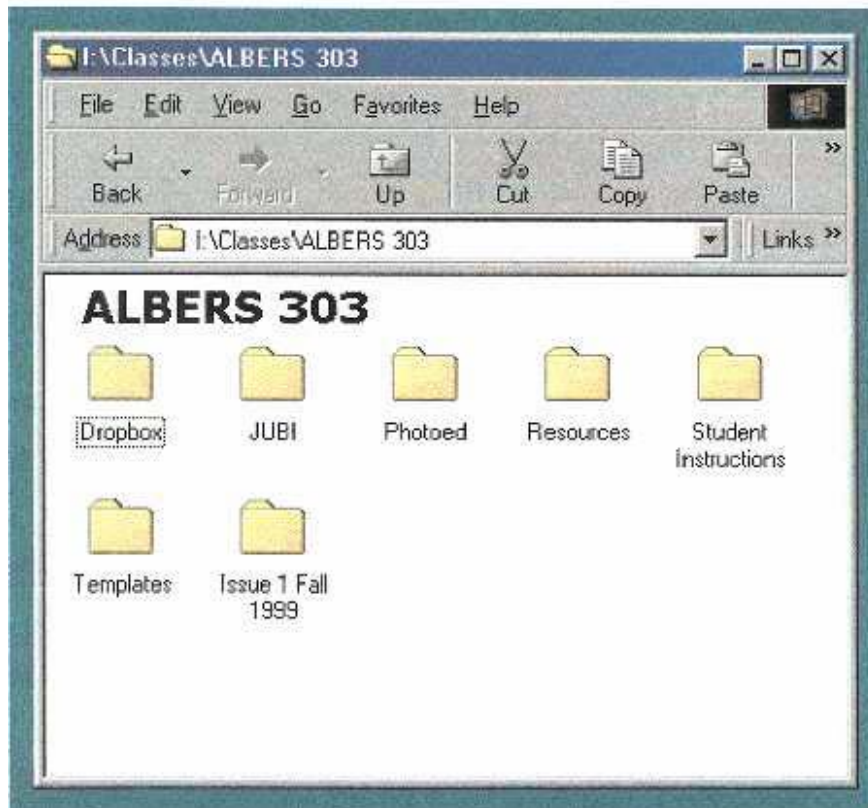 I:\Classes\ALBERS 303
File Edit View Go Favorites Help
Back Forward Up Cut Copy Paste »
Address I:\Classes\ALBERS 303 Links »
ALBERS 303
Dropbox JUBI Photoed Resources Student
Instructions
Templates Issue 1 Fall
1999